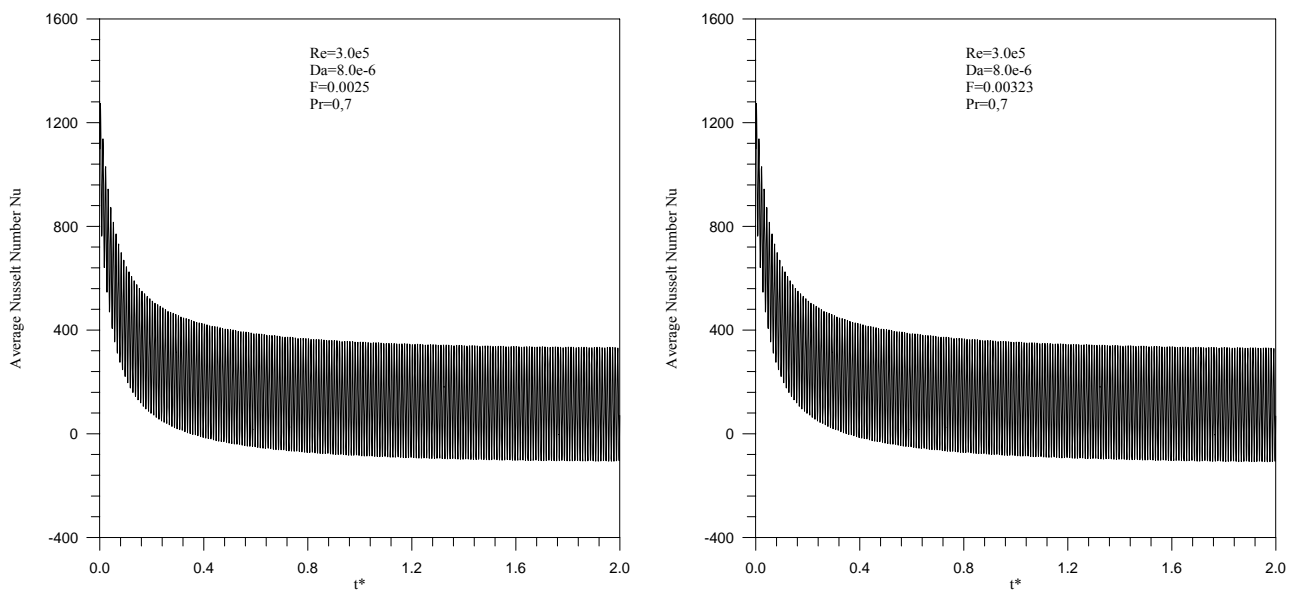 1600
1200
800
400
0
-400
Average Nusselt Number Nu
Re=3.0e5
Da=8.0e-6
F=0.0025
Pr=0,7
0.0 0.4 0.8 1.2 1.6 2.0
t*
1600
1200
800
400
0
-400
Average Nusselt Number Nu
Re=3.0e5
Da=8.0e-6
F=0.00323
Pr=0,7
0.0 0.4 0.8 1.2 1.6 2.0
t*